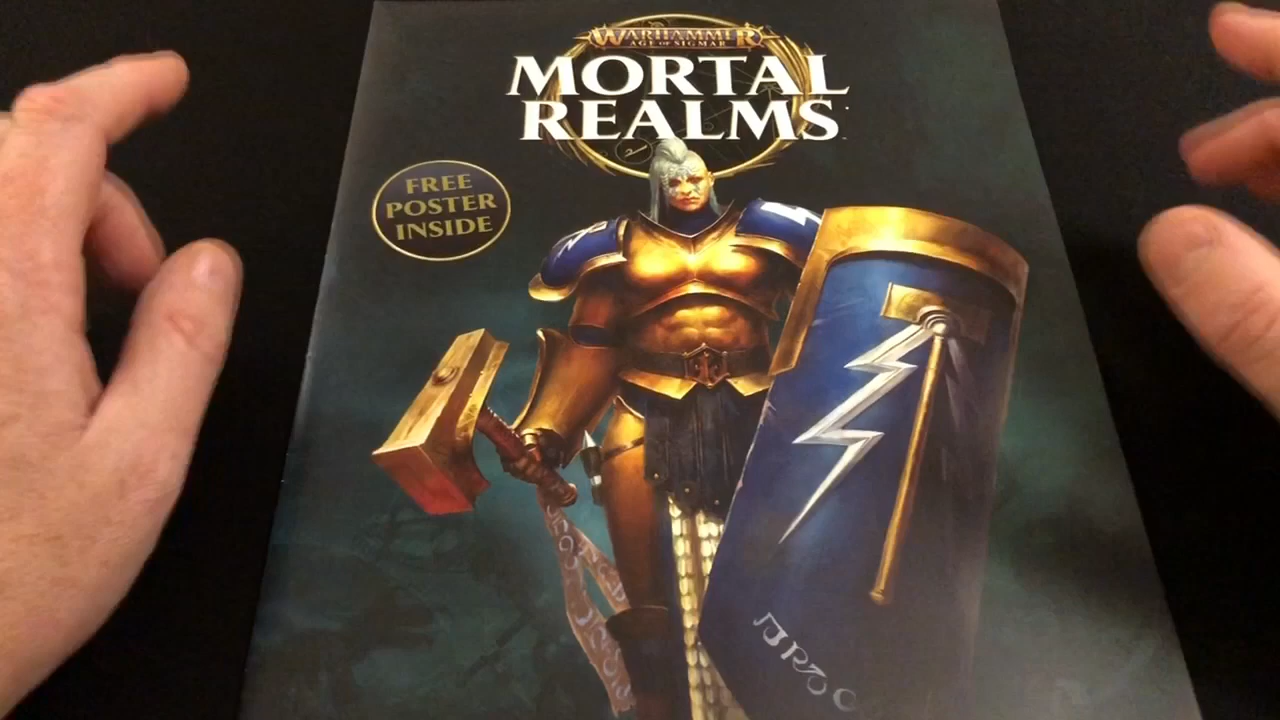 WARHAMMER
AGE OF SIGMAR
MORTAL
REALMS
FREE
POSTER
INSIDE